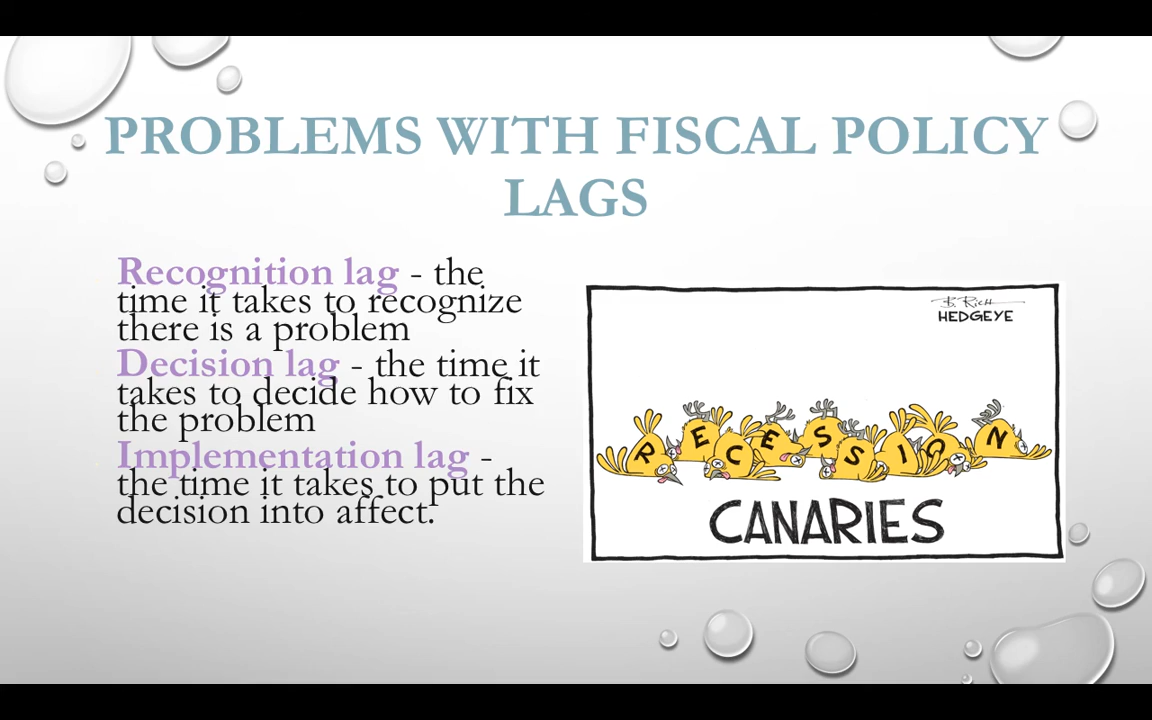 PROBLEMS WITH FISCAL POLICY
LAGS
Recognition lag - the
time it takes to recognize
there is a problem
Decision lag - the time it
takes to decide how to fix
the problem
Implementation lag -
the time it takes to put the
decision into affect.
B. RICH
HEDGEYE
RECESSION
CANARIES